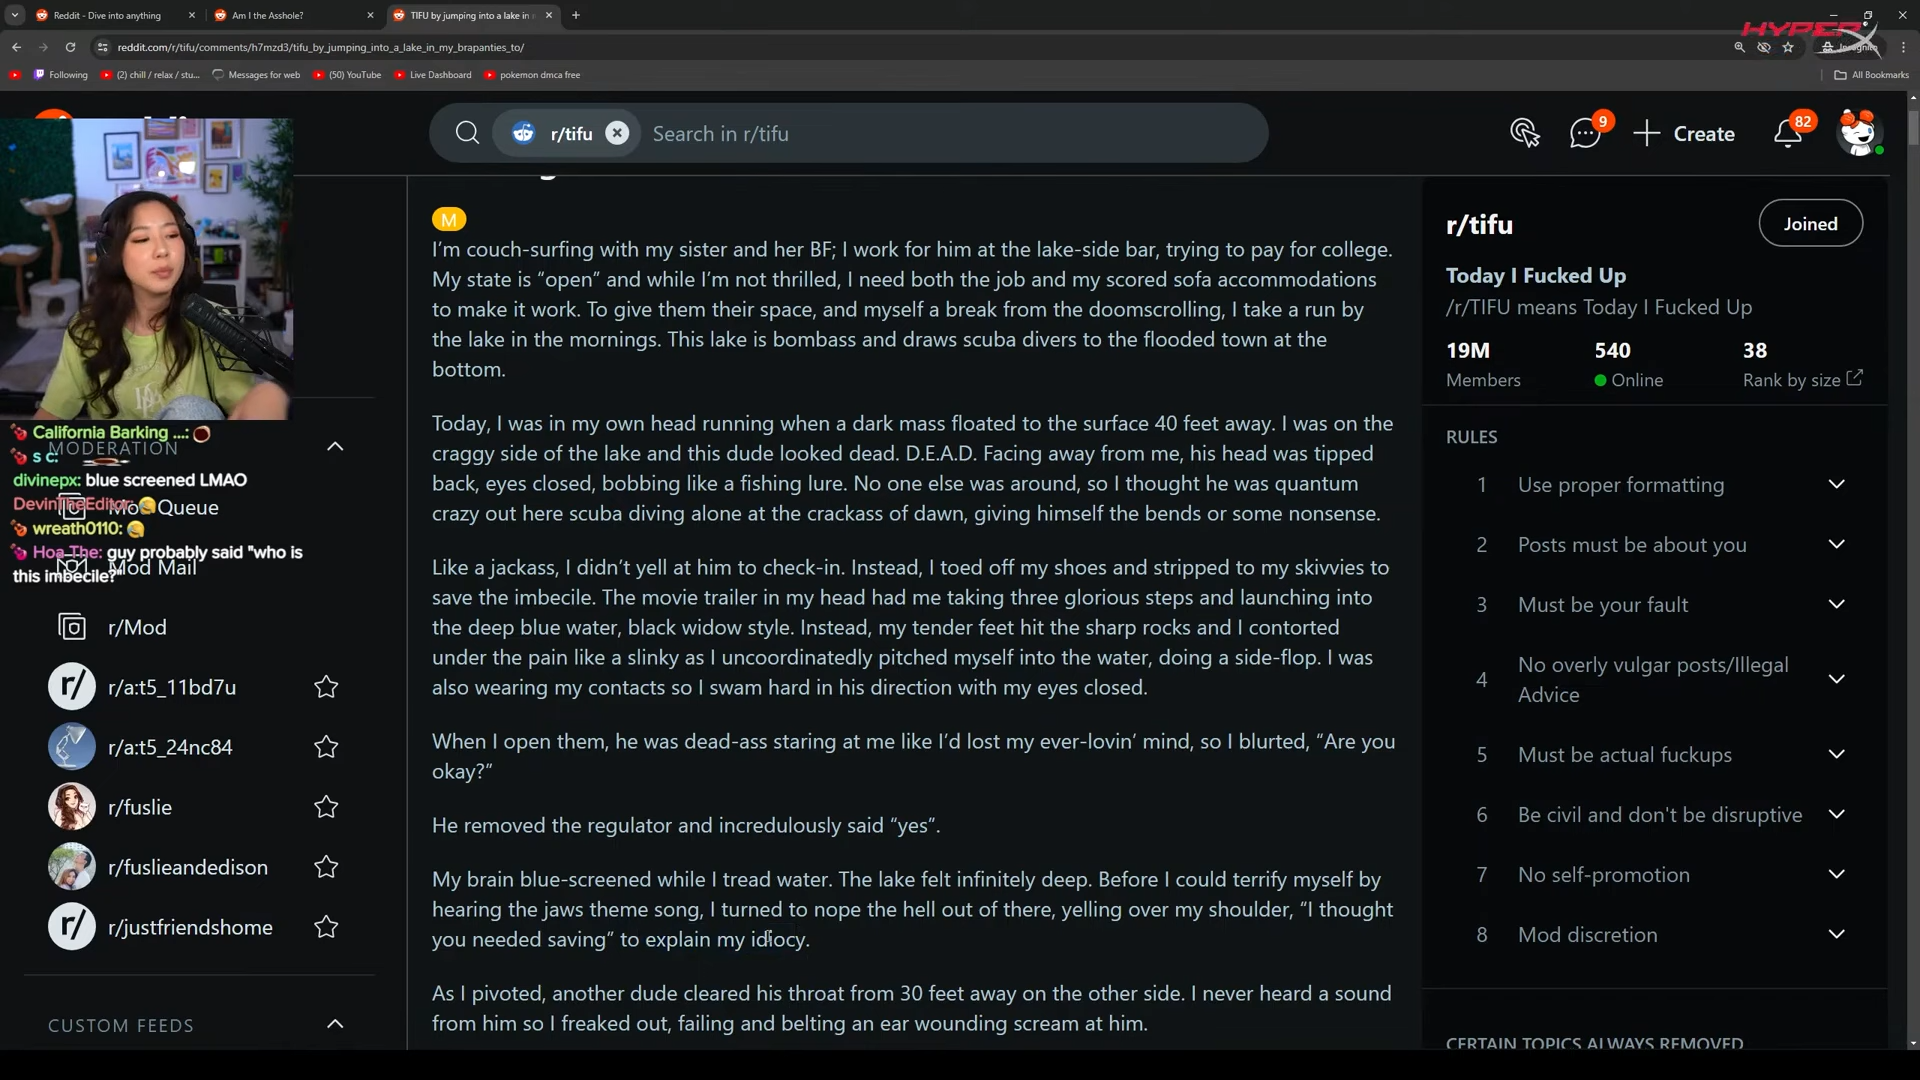 Reddit - Dive into anything
Am I the Asshole?
TIFU by jumping into a lake in
reddit.com/r/tifu/comments/h7mzd3/tifu_by_jumping_into_a_lake_in_my_brapanties_to/
HYPERX
Incognito
Following
(2) chill / relax / stu...
Messages for web
(50) YouTube
Live Dashboard
pokemon dmca free
All Bookmarks
r/tifu
Search in r/tifu
9
Create
82
M
I’m couch-surfing with my sister and her BF; I work for him at the lake-side bar, trying to pay for college.
My state is “open” and while I’m not thrilled, I need both the job and my scored sofa accommodations
to make it work. To give them their space, and myself a break from the doomscrolling, I take a run by
the lake in the mornings. This lake is bombass and draws scuba divers to the flooded town at the
bottom.
Today, I was in my own head running when a dark mass floated to the surface 40 feet away. I was on the
craggy side of the lake and this dude looked dead. D.E.A.D. Facing away from me, his head was tipped
back, eyes closed, bobbing like a fishing lure. No one else was around, so I thought he was quantum
crazy out here scuba diving alone at the crackass of dawn, giving himself the bends or some nonsense.
Like a jackass, I didn’t yell at him to check-in. Instead, I toed off my shoes and stripped to my skivvies to
save the imbecile. The movie trailer in my head had me taking three glorious steps and launching into
the deep blue water, black widow style. Instead, my tender feet hit the sharp rocks and I contorted
under the pain like a slinky as I uncoordinatedly pitched myself into the water, doing a side-flop. I was
also wearing my contacts so I swam hard in his direction with my eyes closed.
When I open them, he was dead-ass staring at me like I’d lost my ever-lovin’ mind, so I blurted, “Are you
okay?“
He removed the regulator and incredulously said “yes”.
My brain blue-screened while I tread water. The lake felt infinitely deep. Before I could terrify myself by
hearing the jaws theme song, I turned to nope the hell out of there, yelling over my shoulder, “I thought
you needed saving” to explain my idiocy.
As I pivoted, another dude cleared his throat from 30 feet away on the other side. I never heard a sound
from him so I freaked out, failing and belting an ear wounding scream at him.
California Barking ...:
MODERATION
s c:
divinepx: blue screened LMAO
DevinTheEditor:
Mod Queue
wreath0110:
Hoa The: guy probably said "who is
this imbecile?"
Mod Mail
r/Mod
r/ r/a:t5_11bd7u
r/a:t5_24nc84
r/fuslie
r/fuslieandedison
r/ r/justfriendshome
CUSTOM FEEDS
r/tifu
Joined
Today I Fucked Up
/r/TIFU means Today I Fucked Up
19M
540
38
Members
Online
Rank by size
RULES
1 Use proper formatting
2 Posts must be about you
3 Must be your fault
4 No overly vulgar posts/Illegal
Advice
5 Must be actual fuckups
6 Be civil and don't be disruptive
7 No self-promotion
8 Mod discretion
CERTAIN TOPICS ALWAYS REMOVED